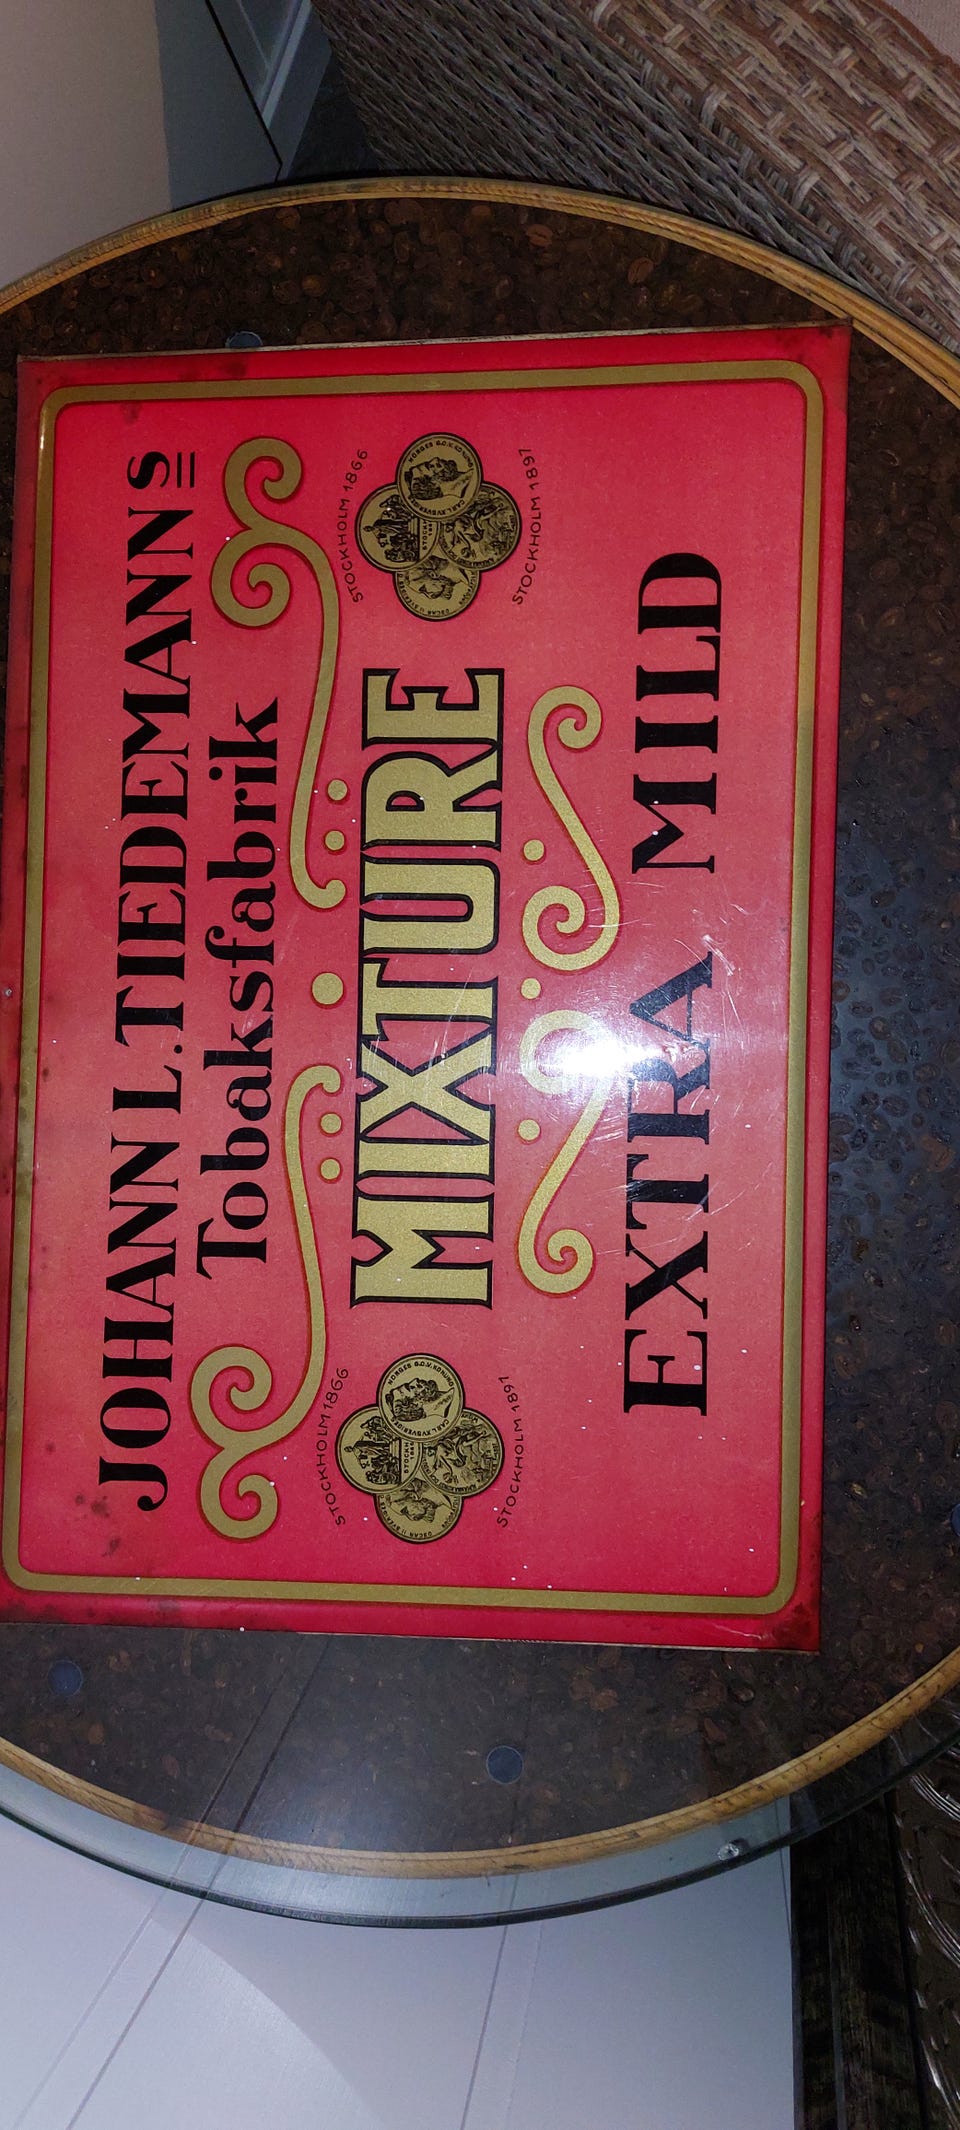 JOHANN L. TIEDEMANNS
Tobaksfabrik
STOCKHOLM 1866
STOCKHOLM 1866
MIXTURE
STOCKHOLM 1897
STOCKHOLM 1897
EXTRA MILD